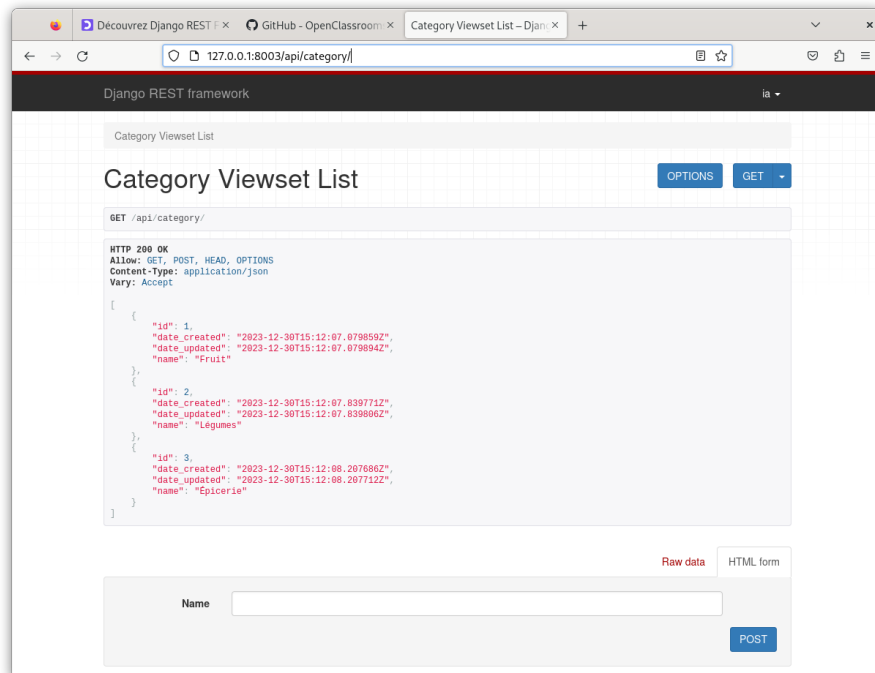 Découvrez Django REST F
GitHub - OpenClassroom
Category Viewset List – Djan
127.0.0.1:8003/api/category/
Django REST framework
ia
Category Viewset List
Category Viewset List
OPTIONS
GET
GET /api/category/
HTTP 200 OK
Allow: GET, POST, HEAD, OPTIONS
Content-Type: application/json
Vary: Accept
[
{
"id": 1,
"date_created": "2023-12-30T15:12:07.079859Z",
"date_updated": "2023-12-30T15:12:07.079894Z",
"name": "Fruit"
},
{
"id": 2,
"date_created": "2023-12-30T15:12:07.839771Z",
"date_updated": "2023-12-30T15:12:07.839806Z",
"name": "Légumes"
},
{
"id": 3,
"date_created": "2023-12-30T15:12:08.207686Z",
"date_updated": "2023-12-30T15:12:08.207712Z",
"name": "Épicerie"
}
]
Raw data
HTML form
Name
POST